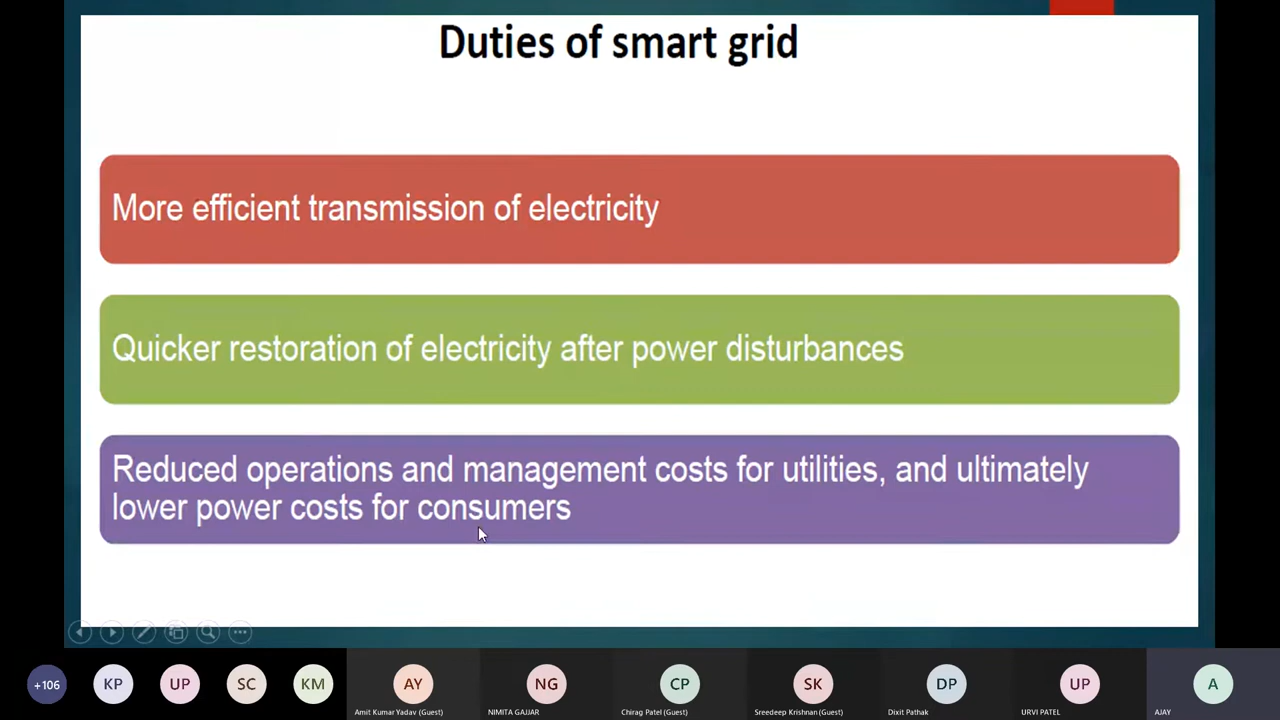 Duties of smart grid
More efficient transmission of electricity
Quicker restoration of electricity after power disturbances
Reduced operations and management costs for utilities, and ultimately
lower power costs for consumers
+106
KP
UP
SC
KM
AY
NG
CP
SK
DP
UP
A
Amit Kumar Yadav (Guest)
NIMITA GAJJAR
Chirag Patel (Guest)
Sreedeep Krishnan (Guest)
Dixit Pathak
URVI PATEL
AJAY